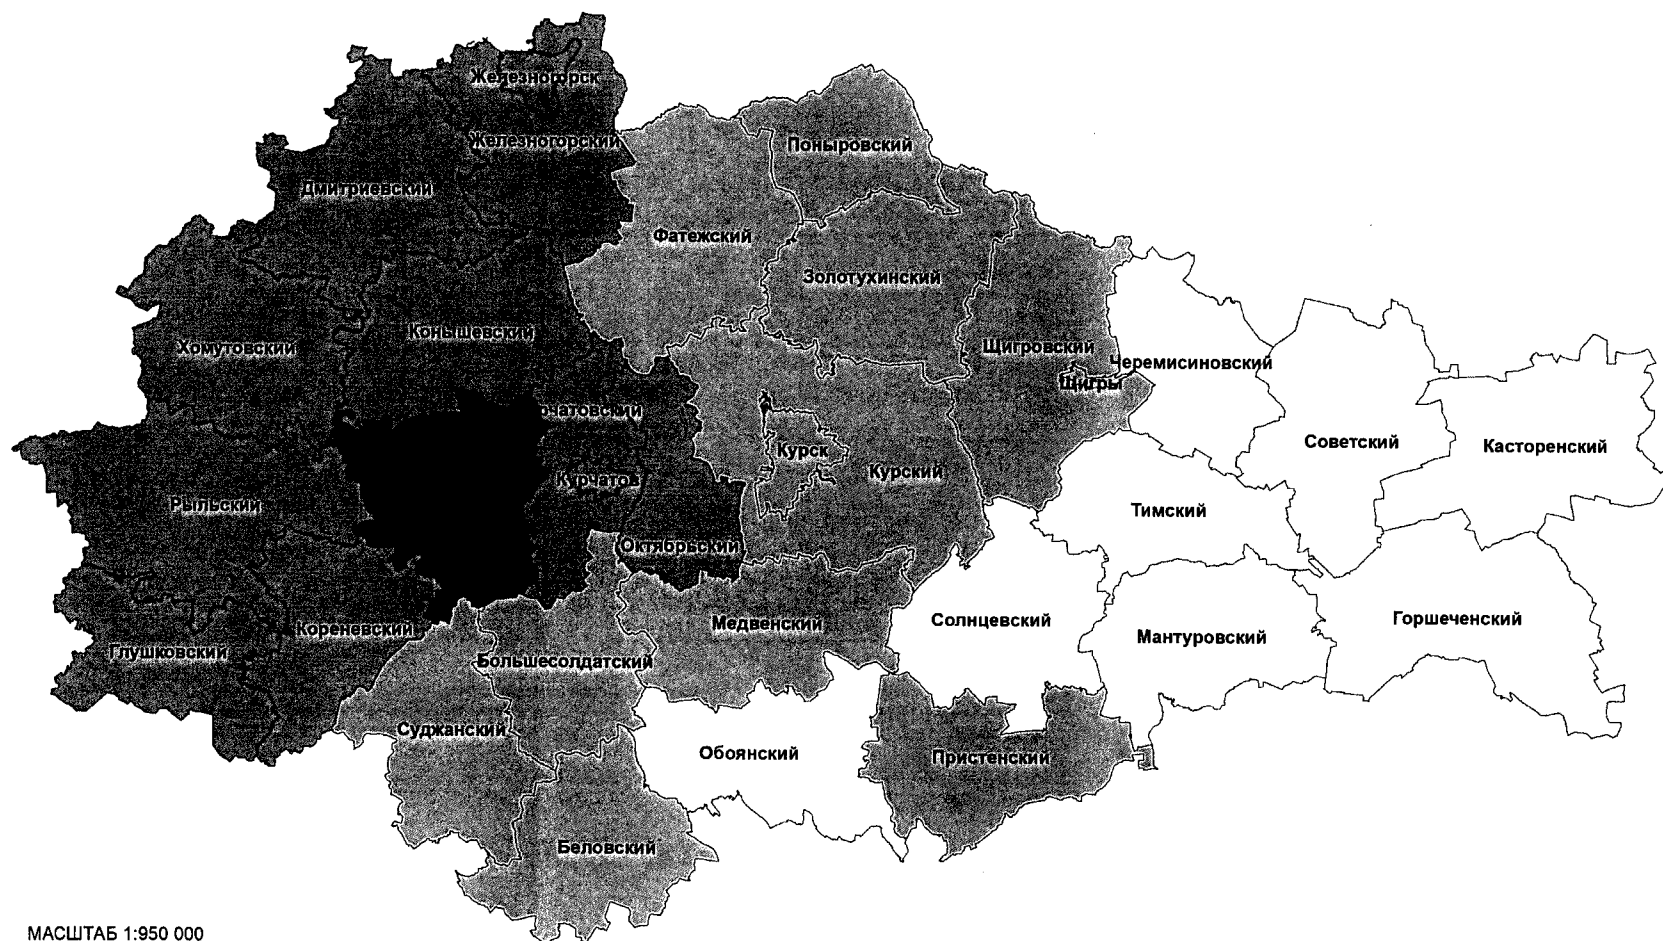 Железногорск
Железногорский
Поныровский
Дмитриевский
Фатежский
Золотухинский
Хомутовский
Конышевский
Щигровский
Черемисиновский
Щигры
рчатовский
Советский
Касторенский
Курск
Курский
Курчатов
Рыльский
Тимский
Октябрьский
Солнцевский
Горшеченский
Медвенский
Кореневский
Мантуровский
Глушковский
Большесолдатский
Суджанский
Обоянский
Пристенский
Беловский
МАСШТАБ 1:950 000